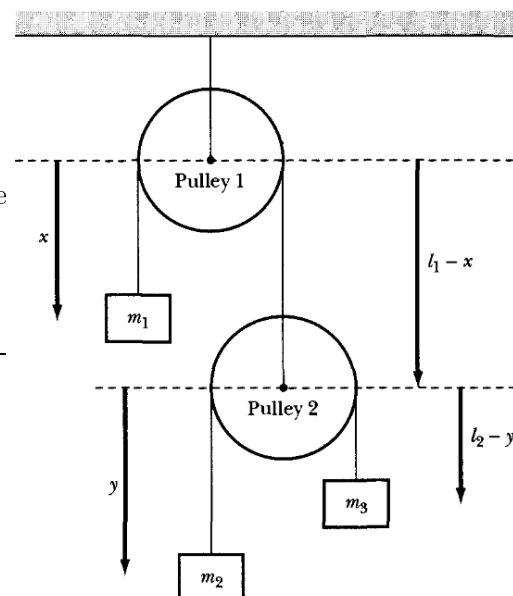 Pulley 1
e
x
l₁ – x
m₁
Pulley 2
l₂ – y
y
m₃
m₂